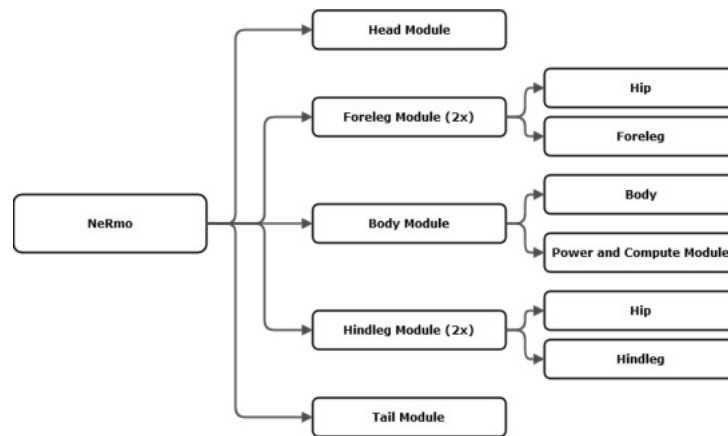 Head Module
Hip
Foreleg Module (2x)
Foreleg
Body
NeRmo
Body Module
Power and Compute Module
Hip
Hindleg Module (2x)
Hindleg
Tail Module